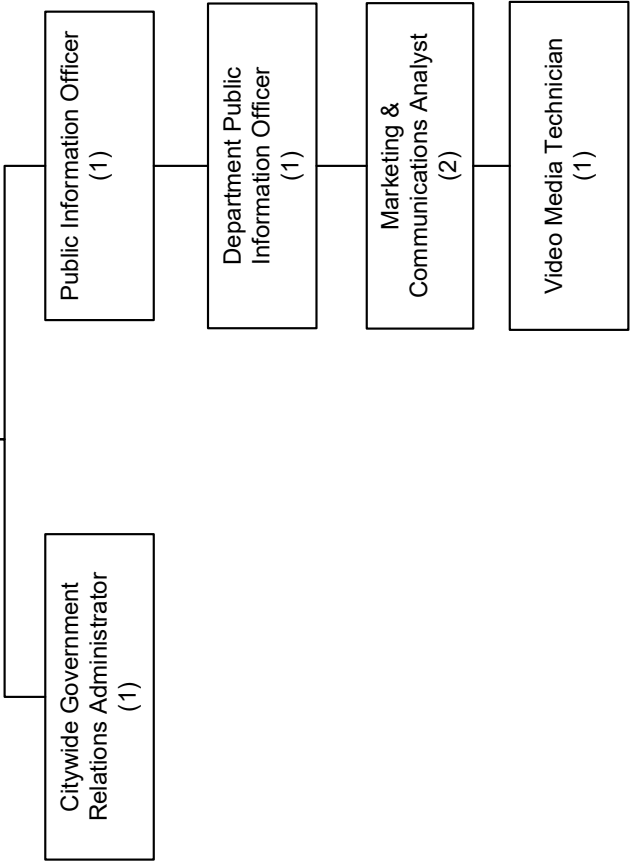 Citywide Government
Relations Administrator
(1)
Public Information Officer
(1)
Department Public
Information Officer
(1)
Marketing &
Communications Analyst
(2)
Video Media Technician
(1)